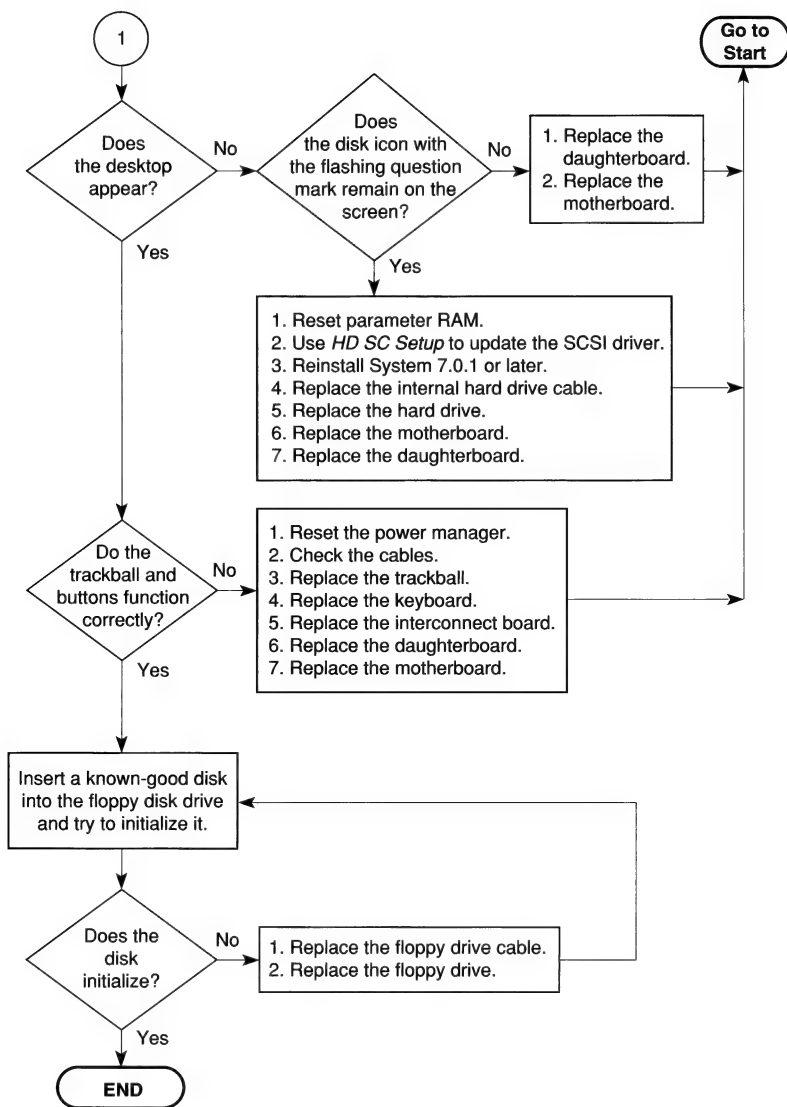 1
Go to
Start
Does
the desktop
appear?
No
Does
the disk icon with
the flashing question
mark remain on the
screen?
No
1. Replace the
daughterboard.
2. Replace the
motherboard.
Yes
Yes
1. Reset parameter RAM.
2. Use HD SC Setup to update the SCSI driver.
3. Reinstall System 7.0.1 or later.
4. Replace the internal hard drive cable.
5. Replace the hard drive.
6. Replace the motherboard.
7. Replace the daughterboard.
Do the
trackball and
buttons function
correctly?
No
1. Reset the power manager.
2. Check the cables.
3. Replace the trackball.
4. Replace the keyboard.
5. Replace the interconnect board.
6. Replace the daughterboard.
7. Replace the motherboard.
Yes
Insert a known-good disk
into the floppy disk drive
and try to initialize it.
Does the
disk
initialize?
No
1. Replace the floppy drive cable.
2. Replace the floppy drive.
Yes
END